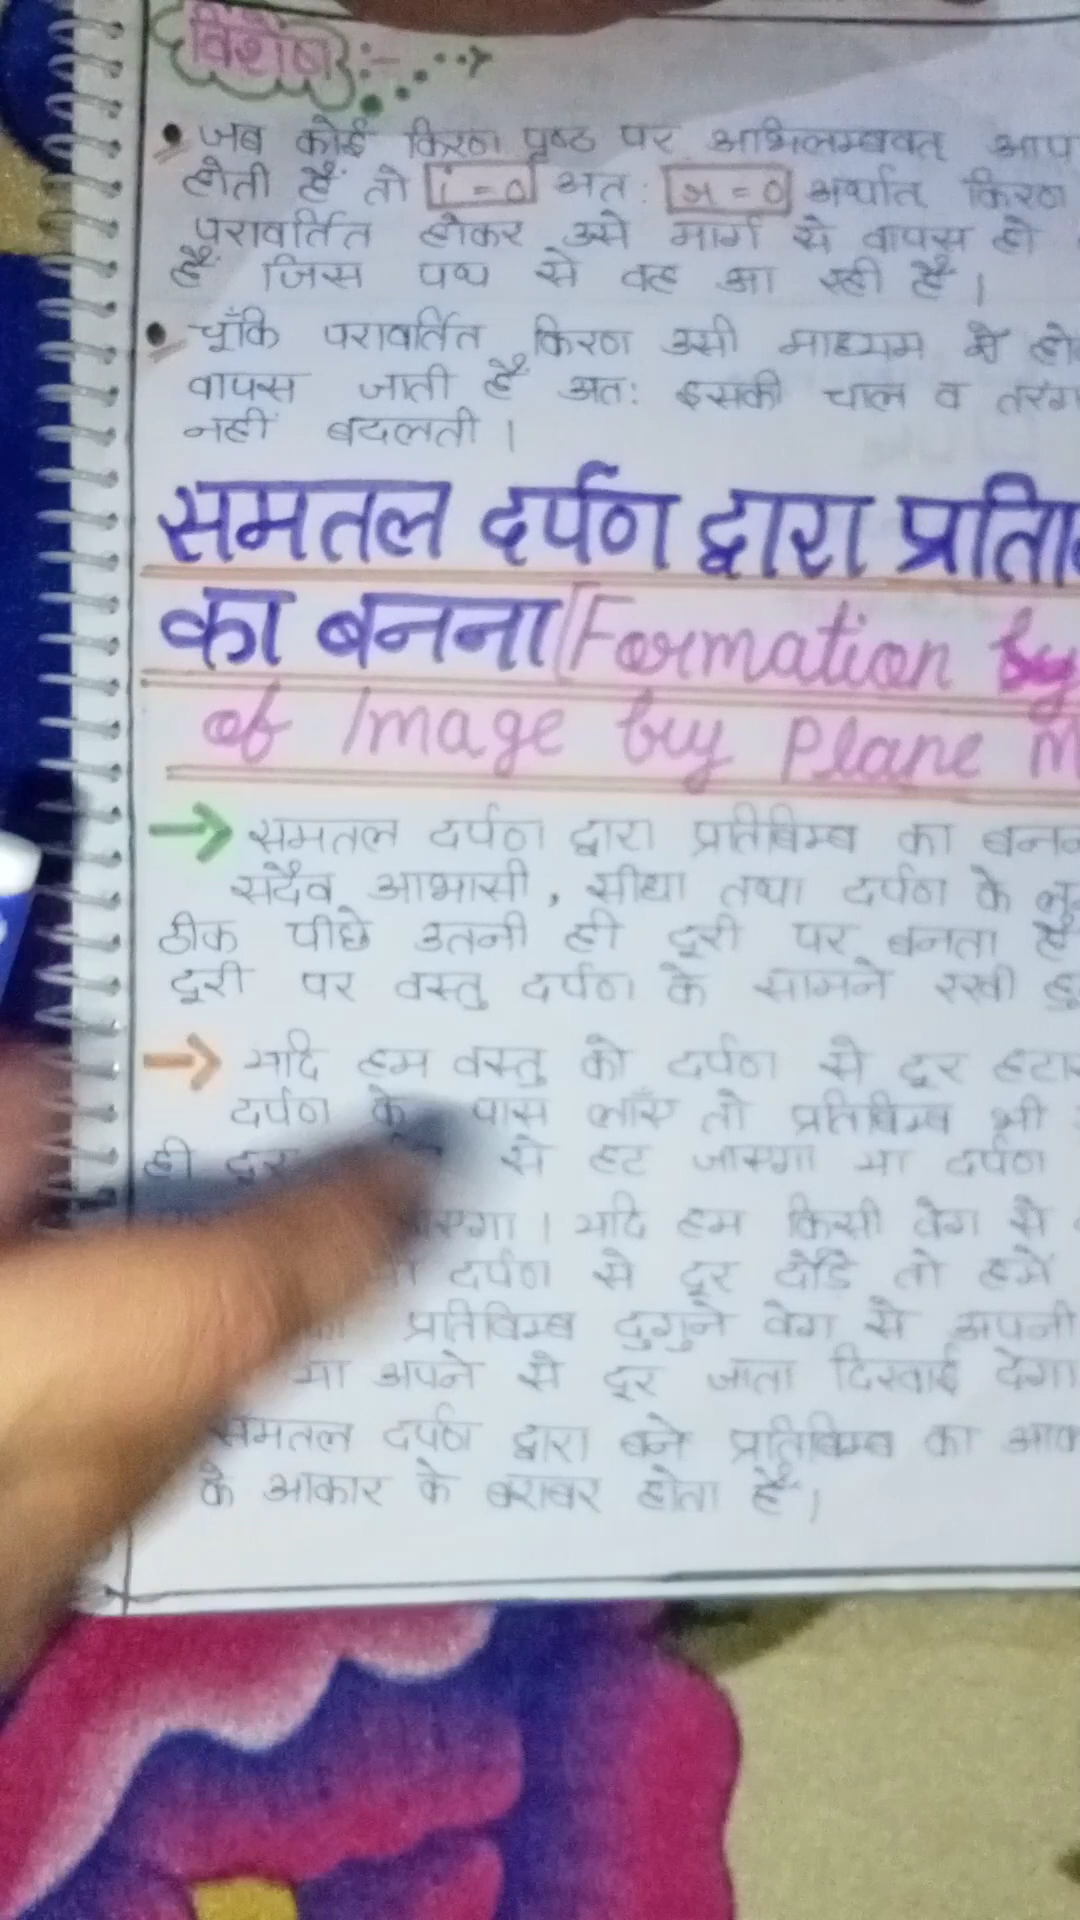 विशेष :-
जब कोई किरण पृष्ठ पर अभिलम्बवत् आप
होती हैं तो i = 0 अत: r = 0 अर्थात् किरण
परावर्तित होकर उसे मार्ग से वापस हो
हैं जिस पथ से वह आ रही हैं।
चूँकि परावर्तित किरण उसी माध्यम में हो
वापस जाती हैं अत: इसकी चाल व तरंग
नहीं बदलती।
समतल दर्पण द्वारा प्रतिब
का बनना/Formation by
of Image by Plane M
समतल दर्पण द्वारा प्रतिबिम्ब का बनन
सदैव आभासी, सीधा तथा दर्पण के
ठीक पीछे उतनी ही दूरी पर बनता हैं
दूरी पर वस्तु दर्पण के सामने रखी
यदि हम वस्तु को दर्पण से दूर हटा
दर्पण के पास लाएँ तो प्रतिबिम्ब भी
ही दूर से हट जाएगा या दर्पण
एगा। यदि हम किसी वेग से
दर्पण से दूर दौडे तो हमें
प्रतिबिम्ब दुगुने वेग से अपनी
या अपने से दूर जाता दिखाई देगा
समतल दर्पण द्वारा बने प्रतिबिम्ब का आक
के आकार के बराबर होता हैं।